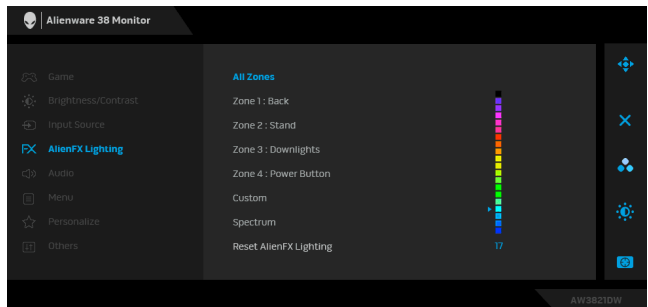 Alienware 38 Monitor
Game
Brightness/Contrast
Input Source
FX AlienFX Lighting
Audio
Menu
Personalize
Others
All Zones
Zone 1 : Back
Zone 2 : Stand
Zone 3 : Downlights
Zone 4 : Power Button
Custom
Spectrum
Reset AlienFX Lighting
17
AW3821DW